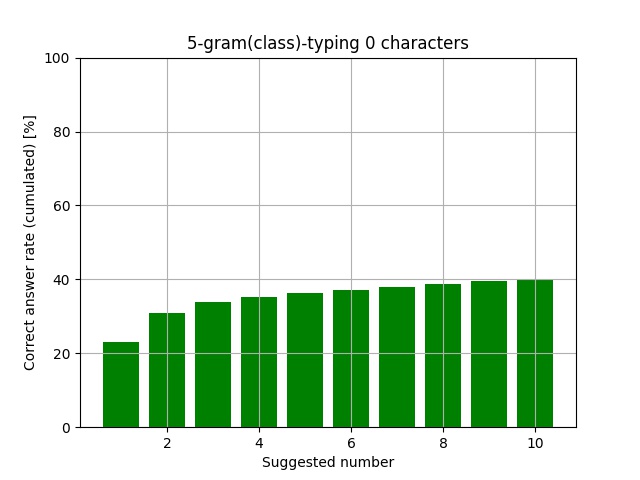 5-gram(class)-typing 0 characters
Correct answer rate (cumulated) [%]
100
80
60
40
20
0
2 4 6 8 10
Suggested number